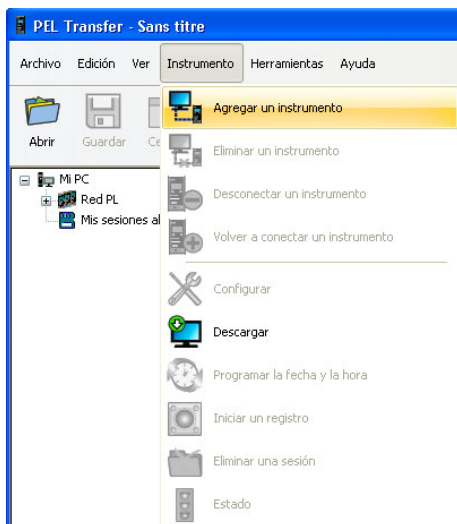 PEL Transfer - Sans titre
Archivo Edición Ver Instrumento Herramientas Ayuda
Abrir Guardar Ce
Mi PC
Red PL
Mis sesiones al
Agregar un instrumento
Eliminar un instrumento
Desconectar un instrumento
Volver a conectar un instrumento
Configurar
Descargar
Programar la fecha y la hora
Iniciar un registro
Eliminar una sesión
Estado